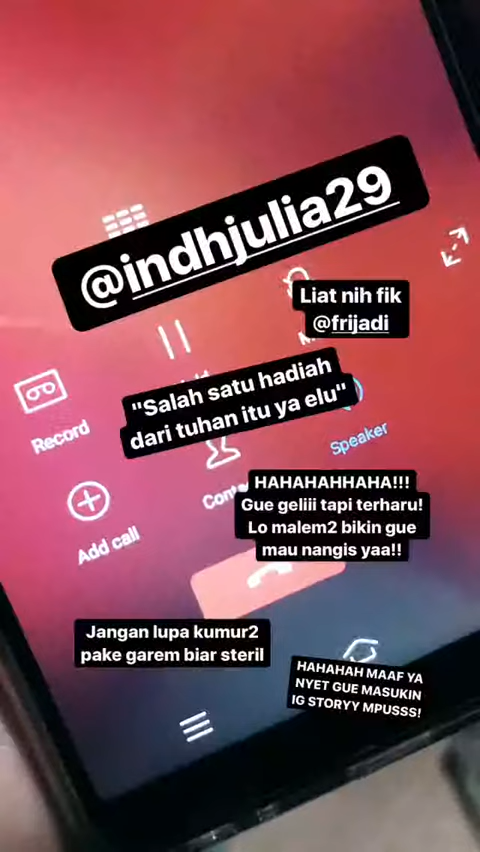 @indhjulia29
Liat nih fik
@frijadi
"Salah satu hadiah
dari tuhan itu ya elu"
Record
Speaker
HAHAHAHHAHA!!!
Gue geliii tapi terharu!
Lo malem2 bikin gue
mau nangis yaa!!
Add call
Jangan lupa kumur2
pake garem biar steril
HAHAHAH MAAF YA
NYET GUE MASUKIN
IG STORYY MPUSSS!